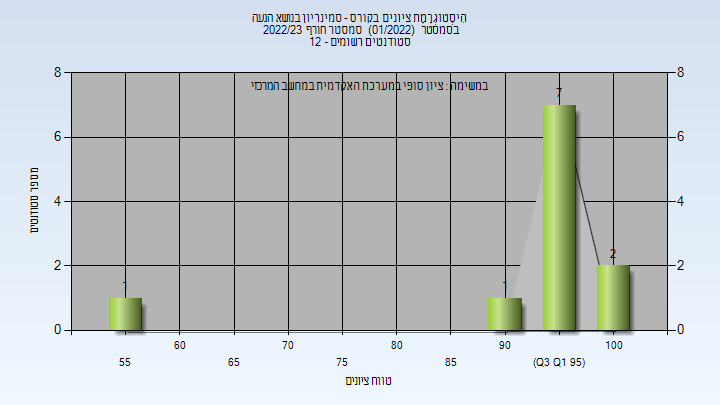 היסטוגרמת ציונים בקורס - סמינריון בנושא הנעה
בסמסטר (01/2022) סמסטר חורף 2022/23
סטודנטים רשומים - 12
במשימה: ציון סופי במערכת האקדמית במחשב המרכזי
מספר סטודנטים
8 8
7
6 6
4 4
2
2 2
1 1
0 0
60 70 80 90 100
55 65 75 85 (Q3 Q1 95)
טווח ציונים